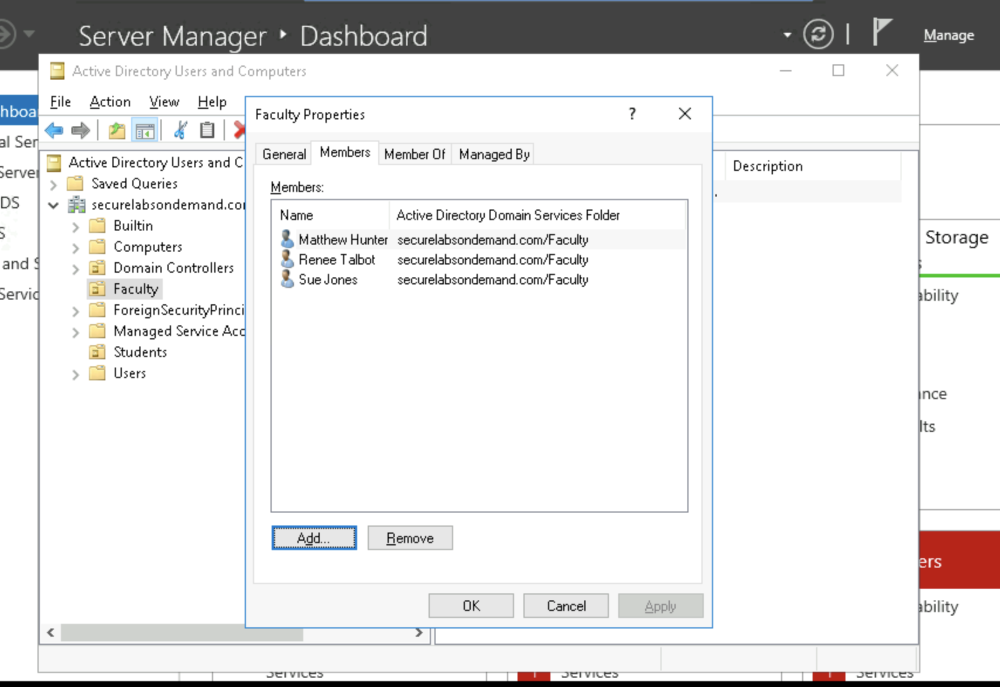 Server Manager ‣ Dashboard
Manage
Active Directory Users and Computers
File Action View Help
Faculty Properties
?
General Members Member Of Managed By
Members:
Name Active Directory Domain Services Folder
Matthew Hunter securelabsondemand.com/Faculty
Renee Talbot securelabsondemand.com/Faculty
Sue Jones securelabsondemand.com/Faculty
Add... Remove
OK Cancel Apply
Active Directory Users and C
Saved Queries
securelabsondemand.co
Builtin
Computers
Domain Controllers
Faculty
ForeignSecurityPrinci
Managed Service Acc
Students
Users
Description
.
hboa
al Ser
Server
DS
S
and S
Servic
Storage
s
ability
nce
lts
ers
ability
Services
1 Services
1 Services